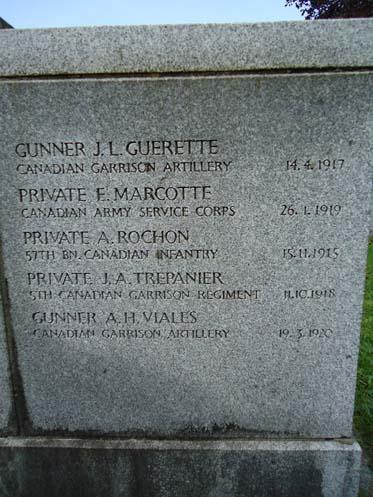 GUNNER J. L. GUERETTE
CANADIAN GARRISON ARTILLERY 14.4.1917
PRIVATE E. MARCOTTE
CANADIAN ARMY SERVICE CORPS 26.1.1919
PRIVATE A. ROCHON
57TH BN. CANADIAN INFANTRY 15.11.1915
PRIVATE J. A. TREPANIER
5TH CANADIAN GARRISON REGIMENT 11.10.1918
GUNNER A. H. VIALES
CANADIAN GARRISON ARTILLERY 19.3.1920